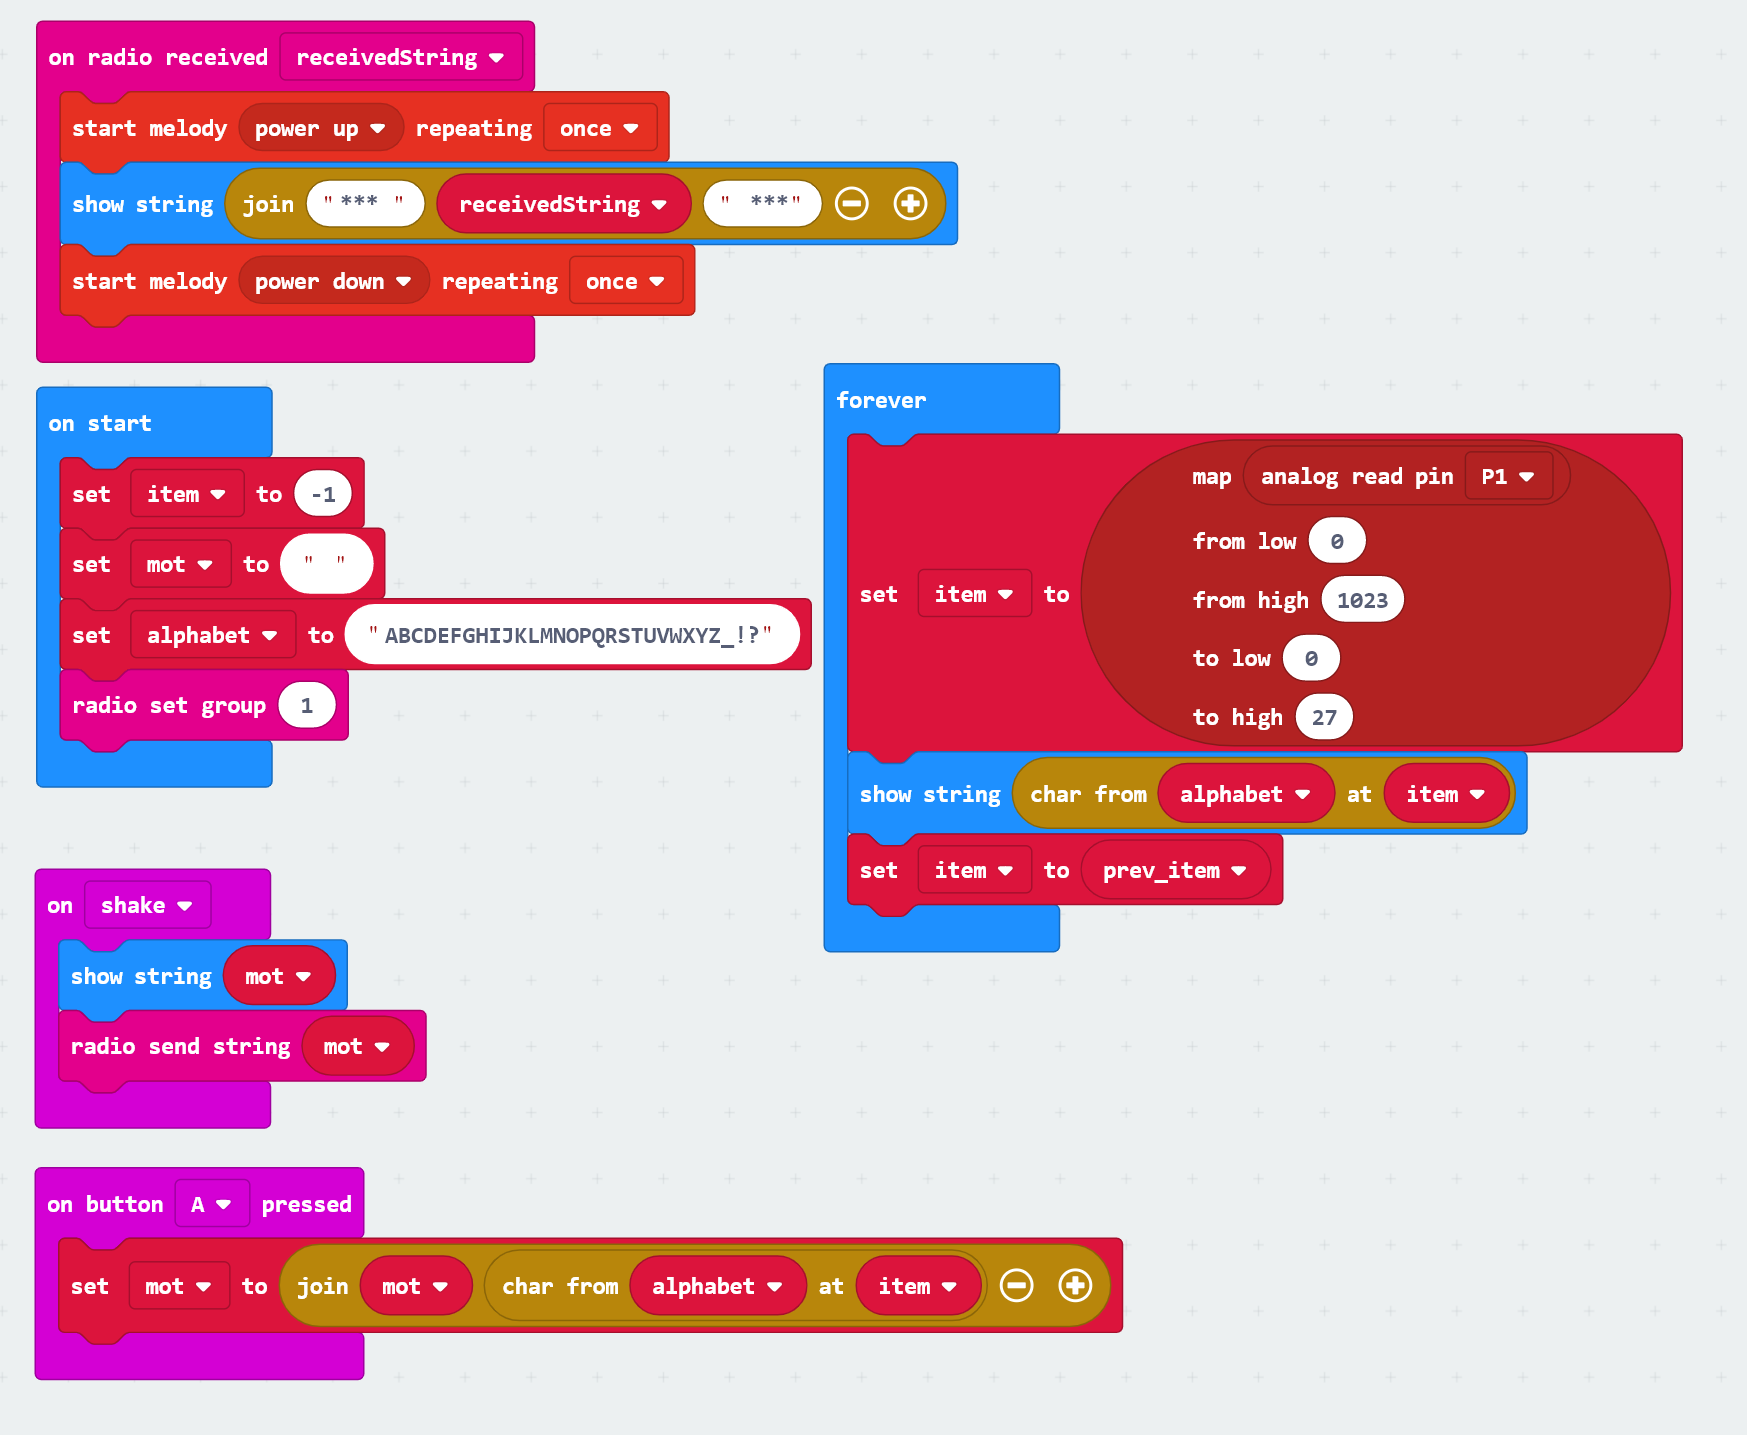 on radio received receivedString
start melody power up repeating once
show string join "*** " receivedString " ***"
start melody power down repeating once
on start
set item to -1
set mot to " "
set alphabet to "ABCDEFGHIJKLMNOPQRSTUVWXYZ_!?"
radio set group 1
forever
map analog read pin P1
from low 0
set item to
from high 1023
to low 0
to high 27
show string char from alphabet at item
set item to prev_item
on shake
show string mot
radio send string mot
on button A pressed
set mot to join mot char from alphabet at item